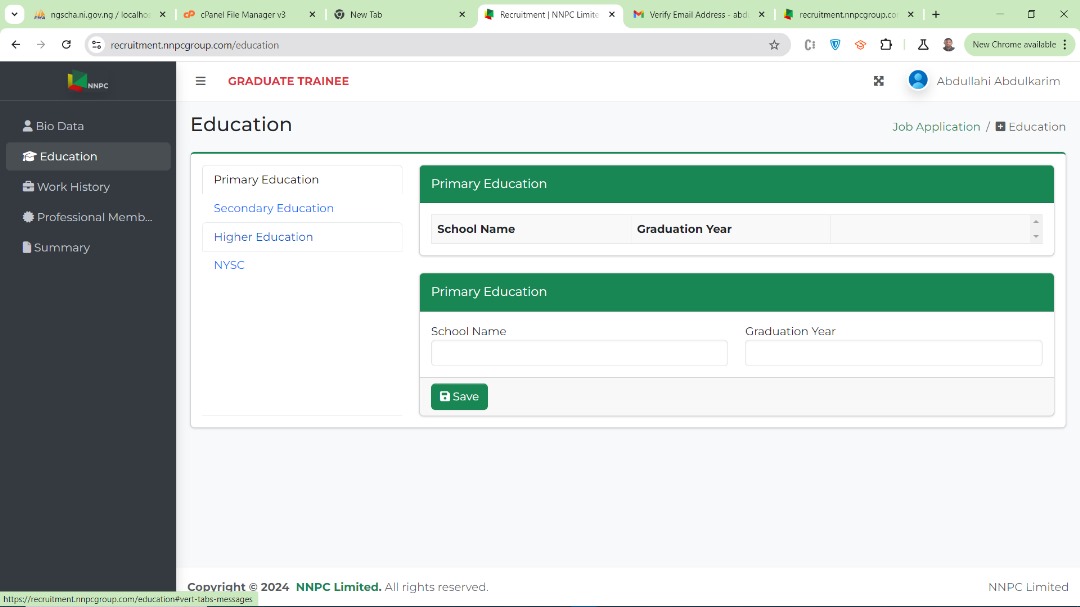 ngscha.ni.gov.ng / localho
cPanel File Manager v3
New Tab
Recruitment | NNPC Limite
Verify Email Address - abd
recruitment.nnpcgroup.co
recruitment.nnpcgroup.com/education
New Chrome available
NNPC
GRADUATE TRAINEE
Abdullahi Abdulkarim
Bio Data
Education
Work History
Professional Memb...
Summary
Education
Job Application / Education
Primary Education
Secondary Education
Higher Education
NYSC
Primary Education
School Name Graduation Year
Primary Education
School Name Graduation Year
Save
Copyright © 2024 NNPC Limited. All rights reserved.
NNPC Limited
https://recruitment.nnpcgroup.com/education#vert-tabs-messages